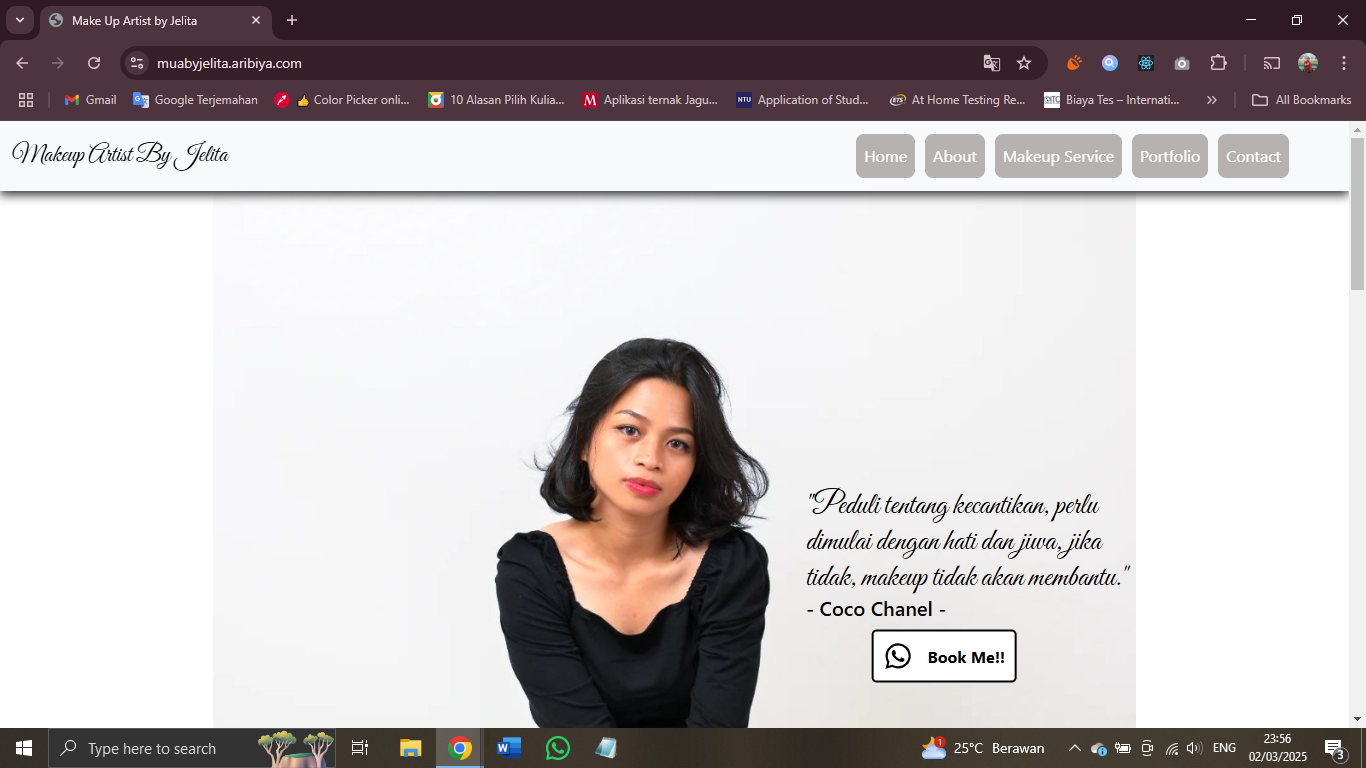 Make Up Artist by Jelita
muabyjelita.aribiya.com
Gmail
Google Terjemahan
👍 Color Picker onli...
10 Alasan Pilih Kulia...
Aplikasi ternak Jagu...
NTU
Application of Stud...
ets
At Home Testing Re...
Biaya Tes – Internati...
All Bookmarks
Makeup Artist By Jelita
Home
About
Makeup Service
Portfolio
Contact
"Peduli tentang kecantikan, perlu
dimulai dengan hati dan jiwa, jika
tidak, makeup tidak akan membantu."
- Coco Chanel -
Book Me!!
Type here to search
1
25°C Berawan
ENG
23:56
02/03/2025
3